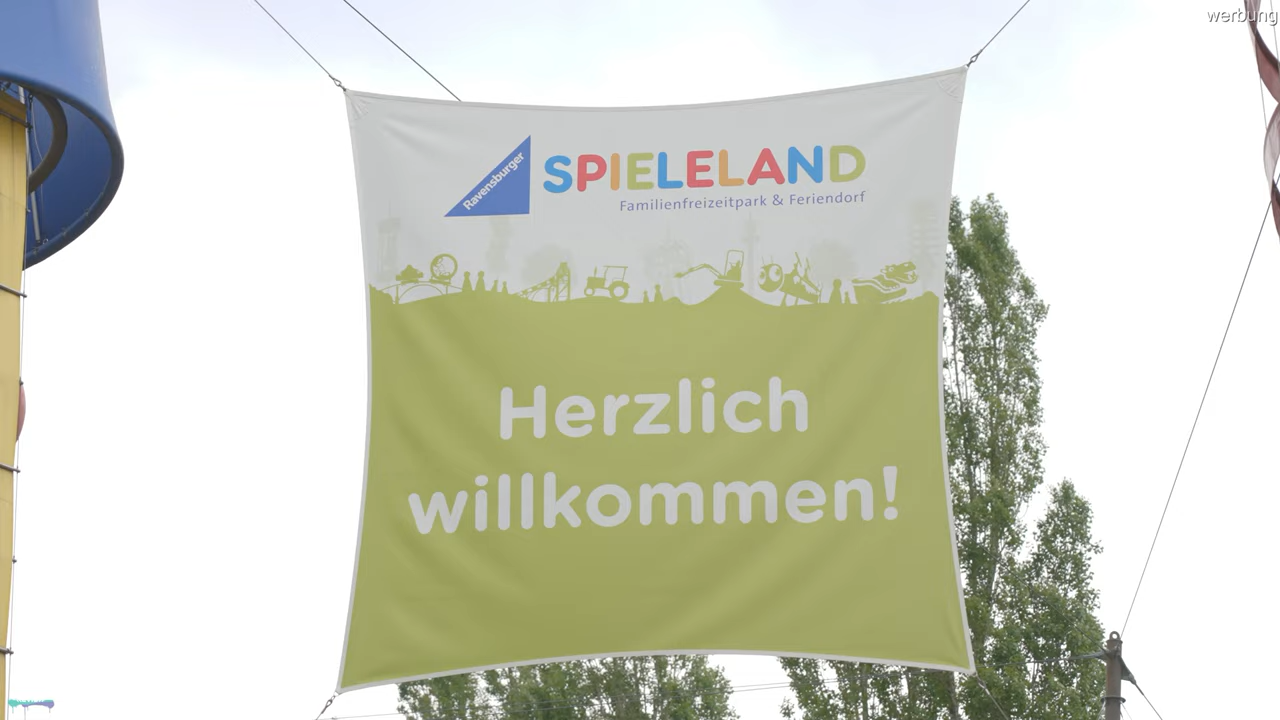 werbung
Ravensburger
SPIELELAND
Familienfreizeitpark & Feriendorf
Herzlich
willkommen!